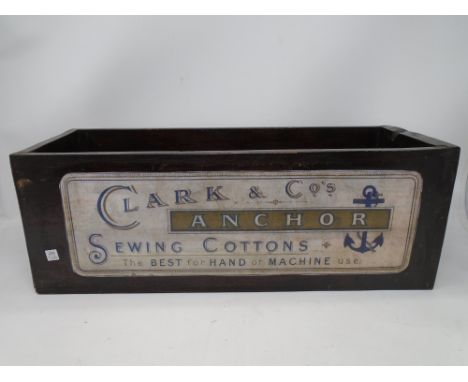 CLARK & Co's
ANCHOR
SEWING COTTONS
The BEST for HAND or MACHINE use.